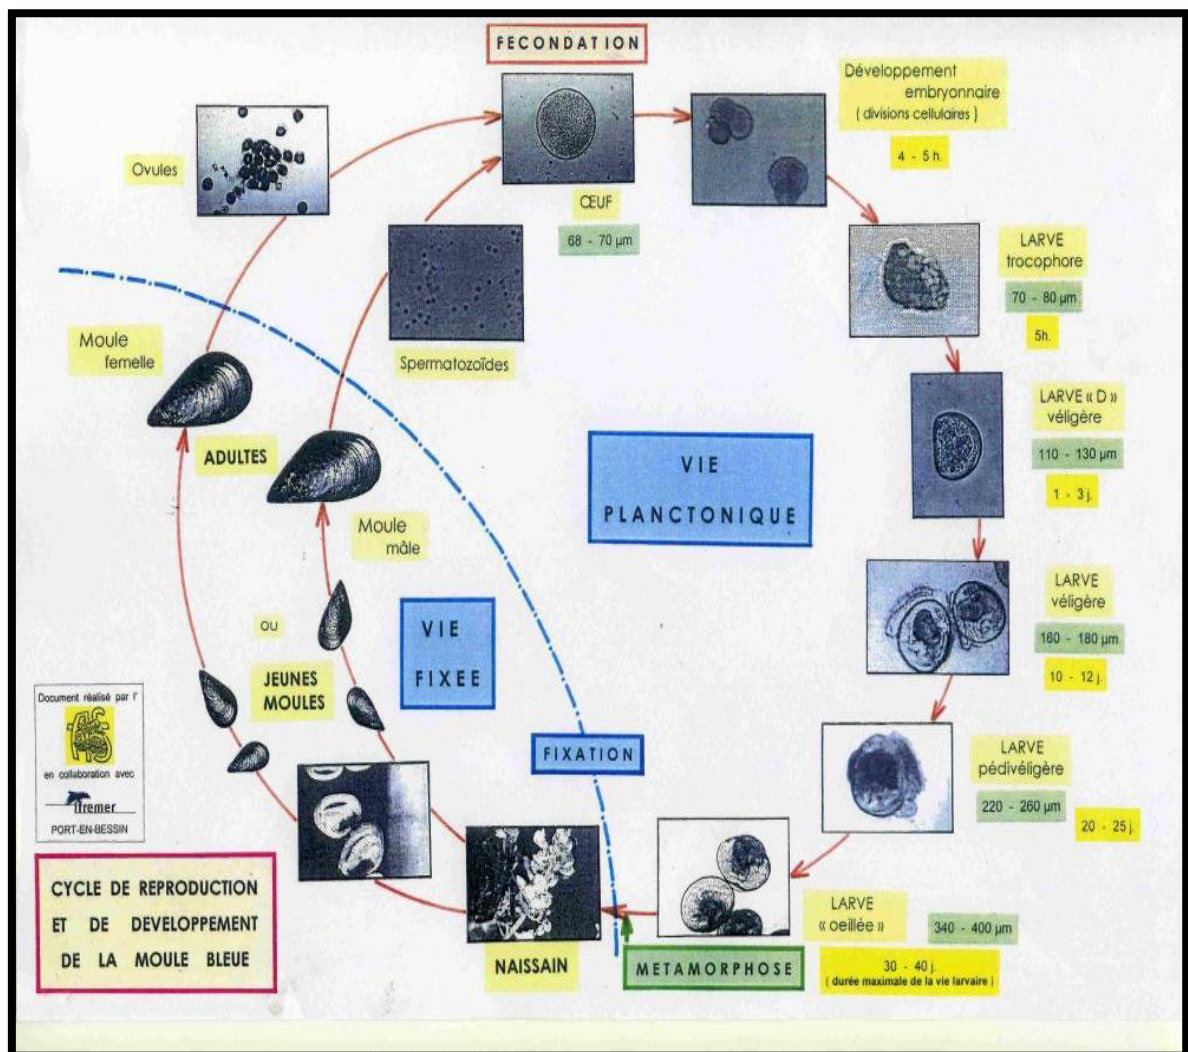 FECONDATION
Développement
embryonnaire
( divisions cellulaires )
4 - 5 h.
Ovules
ŒUF
68 - 70 µm
LARVE
trocophore
70 - 80 µm
5h.
Moule
femelle
Spermatozoïdes
LARVE « D »
véligère
110 - 130 µm
1 - 3 j.
ADULTES
VIE
PLANCTONIQUE
Moule
mâle
LARVE
véligère
160 - 180 µm
10 - 12 j.
OU
VIE
FIXEE
JEUNES
MOULES
FIXATION
LARVE
pédivéligère
220 - 260 µm
20 - 25 j.
Document réalisé par l'
en collaboration avec
ifremer
PORT-EN-BESSIN
CYCLE DE REPRODUCTION
ET DE DEVELOPPEMENT
DE LA MOULE BLEUE
NAISSAIN
METAMORPHOSE
LARVE
« oeillée »
340 - 400 µm
30 - 40 j.
( durée maximale de la vie larvaire )